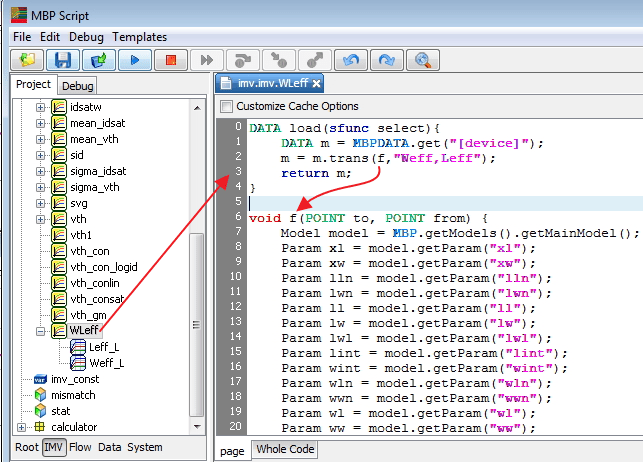 MBP Script
File Edit Debug Templates
Project Debug
idsatw
mean_idsat
mean_vth
sid
sigma_idsat
sigma_vth
svg
vth
vth1
vth_con
vth_con_logid
vth_conlin
vth_consat
vth_gm
WLeff
Leff_L
Weff_L
imv_const
mismatch
stat
calculator
Root IMV Flow Data System
imv.imv.WLeff
Customize Cache Options
0 DATA load(sfunc select){
1 DATA m = MBPDATA.get("[device]");
2 m = m.trans(f,"Weff,Leff");
3 return m;
4 }
5
6 void f(POINT to, POINT from) {
7 Model model = MBP.getModels().getMainModel();
8 Param xl = model.getParam("xl");
9 Param xw = model.getParam("xw");
10 Param lln = model.getParam("lln");
11 Param lwn = model.getParam("lwn");
12 Param ll = model.getParam("ll");
13 Param lw = model.getParam("lw");
14 Param lwl = model.getParam("lwl");
15 Param lint = model.getParam("lint");
16 Param wint = model.getParam("wint");
17 Param wln = model.getParam("wln");
18 Param wwn = model.getParam("wwn");
19 Param wl = model.getParam("wl");
20 Param ww = model.getParam("ww");
page Whole Code